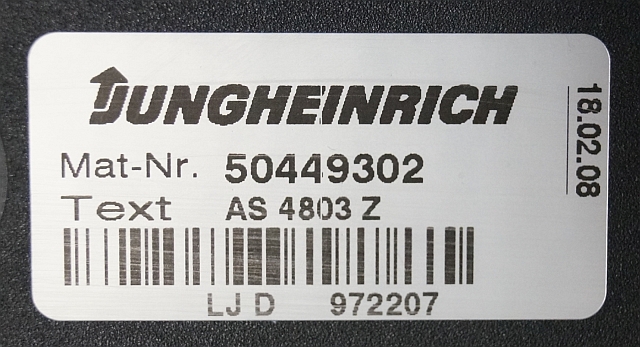 JUNGHEINRICH
Mat-Nr. 50449302
Text AS 4803 Z
LJ D 972207
18.02.08